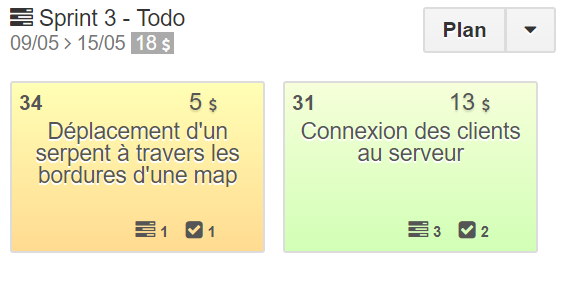 Sprint 3 - Todo
09/05 > 15/05 18 $
Plan
34 5 $
Déplacement d'un
serpent à travers les
bordures d'une map
1 1
31 13 $
Connexion des clients
au serveur
3 2